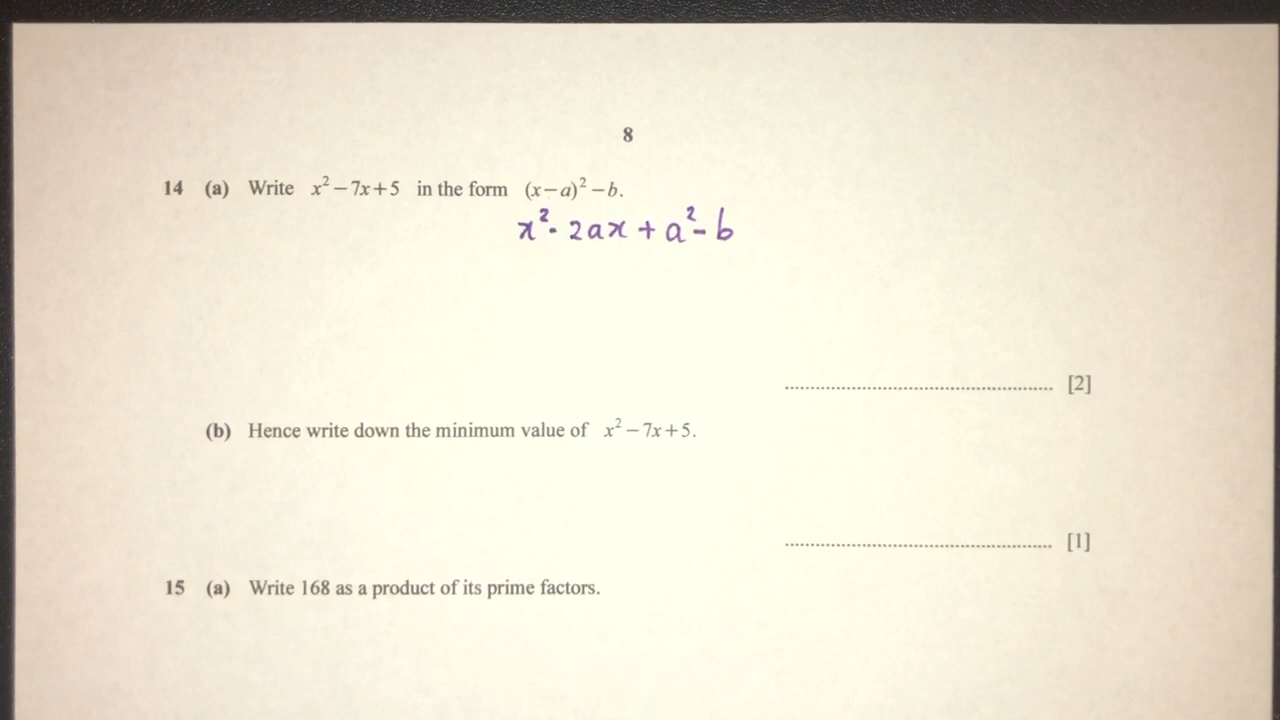 8
14 (a) Write x² − 7x + 5 in the form (x − a)² − b.
x² - 2ax + a² - b
.................................................... [2]
(b) Hence write down the minimum value of x² − 7x + 5.
.................................................... [1]
15 (a) Write 168 as a product of its prime factors.